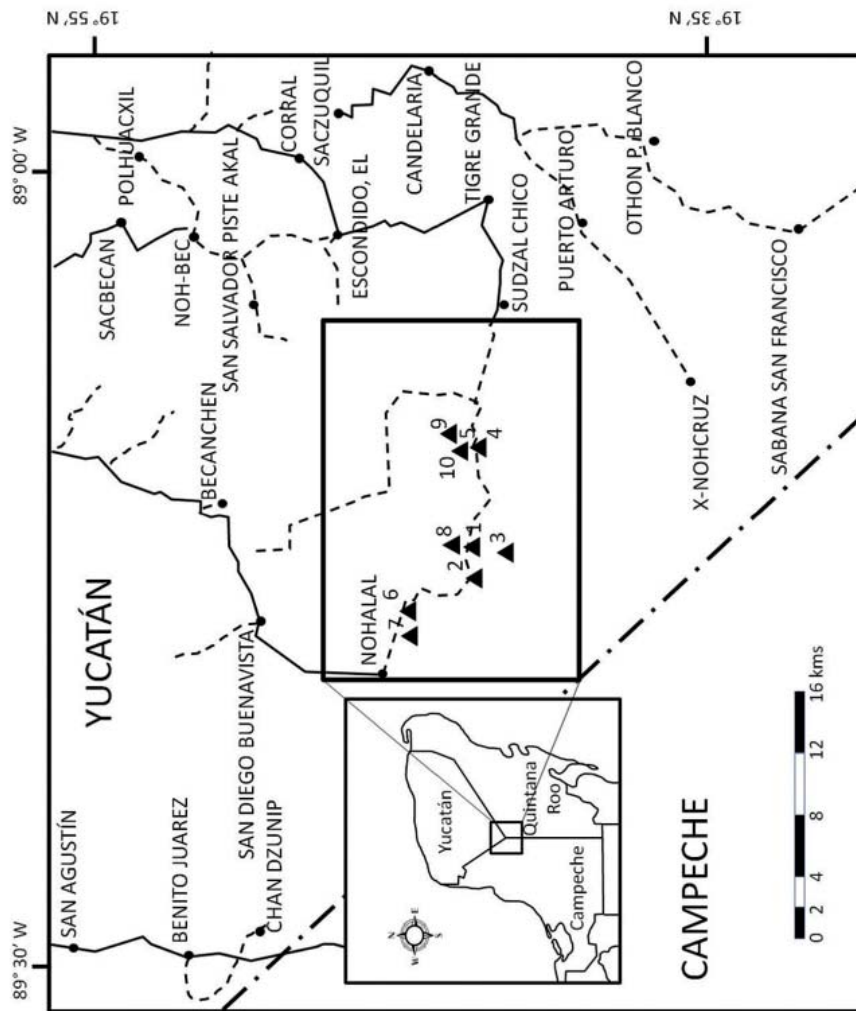 89° 30′ W
89° 00′ W
19° 55′ N
19° 35′ N
YUCATÁN
SAN AGUSTÍN
BENITO JUAREZ
CHAN DZUNIP
SAN DIEGO BUENAVISTA
BECANCHEN
SACBECAN
POLHUACXIL
NOH-BEC
SAN SALVADOR PISTE AKAL
CORRAL
SACZUQUIL
ESCONDIDO, EL
CANDELARIA
TIGRE GRANDE
SUDZAL CHICO
PUERTO ARTURO
OTHON P. BLANCO
X-NOHCRUZ
SABANA SAN FRANCISCO
NOHALAL
7
6
2
8
1
3
10
9
5
4
N
W
E
S
Yucatán
Campeche
Quintana
Roo
CAMPECHE
0 2 4 8 12 16 kms